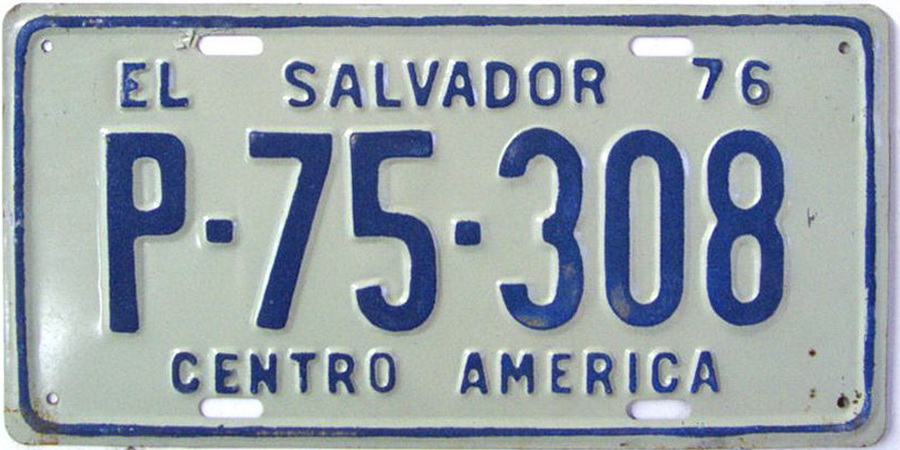 EL SALVADOR 76
P-75-308
CENTRO AMERICA